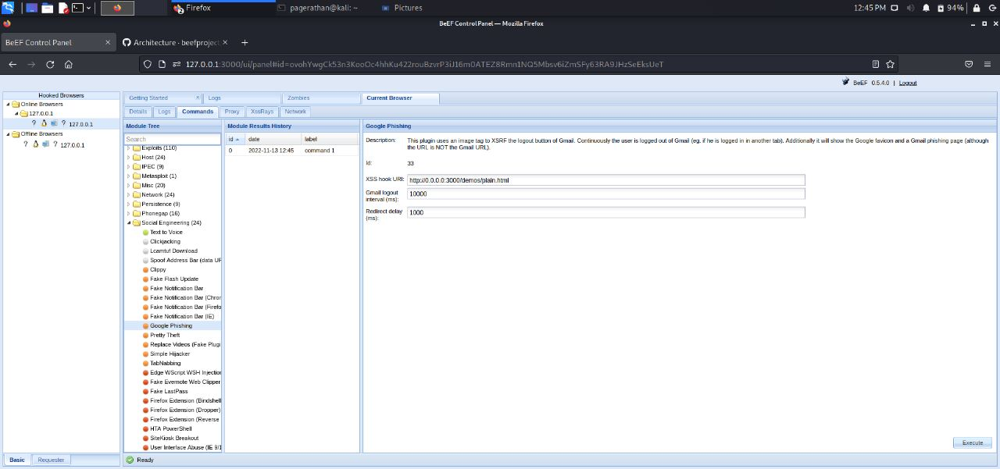 Firefox
pagerathan@kali: ~
Pictures
12:45 PM
94%
BeEF Control Panel — Mozilla Firefox
BeEF Control Panel
Architecture · beefproject
127.0.0.1:3000/ui/panel#id=ovohYwgCk53n3KooOc4hhKu422rouBzvrP3iJ16m0ATEZ8Rmn1NQ5Mbsv6iZmSFy63RA9JHzSeEksUeT
BeEF 0.5.4.0 | Logout
Hooked Browsers
Online Browsers
127.0.0.1
? ? 127.0.0.1
Offline Browsers
? ? 127.0.0.1
Basic
Requester
Getting Started
Logs
Zombies
Current Browser
Details
Logs
Commands
Proxy
XssRays
Network
Module Tree
Search
Exploits (110)
Host (24)
IPEC (9)
Metasploit (1)
Misc (20)
Network (24)
Persistence (9)
Phonegap (16)
Social Engineering (24)
Text to Voice
Clickjacking
Lcamtuf Download
Spoof Address Bar (data UR
Clippy
Fake Flash Update
Fake Notification Bar
Fake Notification Bar (Chron
Fake Notification Bar (Firefo
Fake Notification Bar (IE)
Google Phishing
Pretty Theft
Replace Videos (Fake Plugi
Simple Hijacker
TabNabbing
Edge WScript WSH Injection
Fake Evernote Web Clipper
Fake LastPass
Firefox Extension (Bindshell
Firefox Extension (Dropper)
Firefox Extension (Reverse
HTA PowerShell
SiteKiosk Breakout
User Interface Abuse (IE 9/1
Module Results History
id date label
0 2022-11-13 12:45 command 1
Google Phishing
Description: This plugin uses an image tag to XSRF the logout button of Gmail. Continuously the user is logged out of Gmail (eg. if he is logged in in another tab). Additionally it will show the Google favicon and a Gmail phishing page (although
the URL is NOT the Gmail URL).
Id: 33
XSS hook URI: http://0.0.0.0:3000/demos/plain.html
Gmail logout
interval (ms): 10000
Redirect delay
(ms): 1000
Execute
Ready